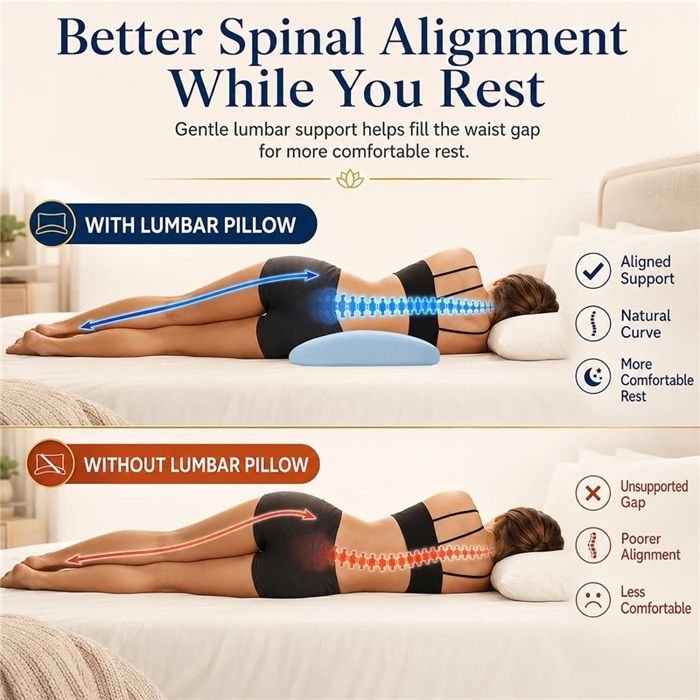 Better Spinal Alignment
While You Rest
Gentle lumbar support helps fill the waist gap
for more comfortable rest.
WITH LUMBAR PILLOW
Aligned
Support
Natural
Curve
More
Comfortable
Rest
WITHOUT LUMBAR PILLOW
Unsupported
Gap
Poorer
Alignment
Less
Comfortable